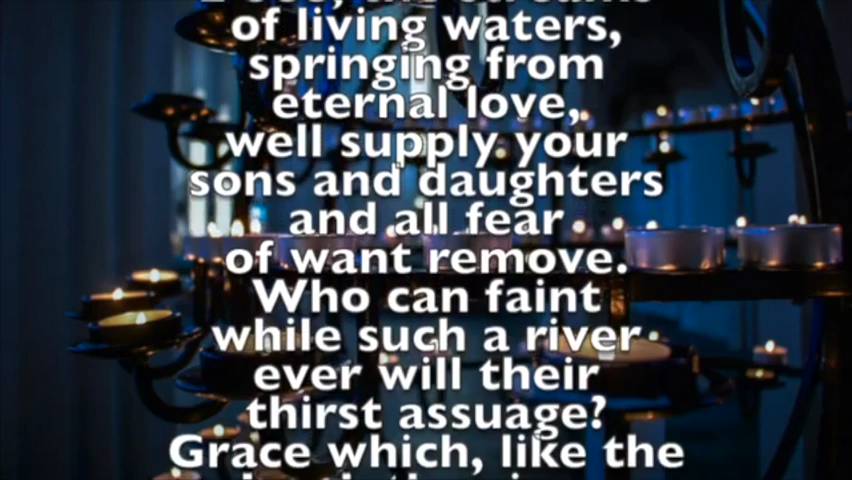 of living waters,
springing from
eternal love,
well supply your
sons and daughters
and all fear
of want remove.
Who can faint
while such a river
ever will their
thirst assuage?
Grace which, like the